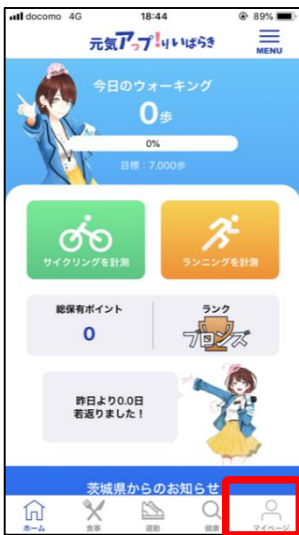 docomo 4G 18:44 89%
元気アっプ!りいばらき
MENU
今日のウォーキング
0歩
0%
目標：7,000歩
サイクリングを計測
ランニングを計測
総保有ポイント
0
ランク
ブロンズ
昨日より0.0日
若返りました！
茨城県からのお知らせ
ホーム
食事
運動
健康
マイページ